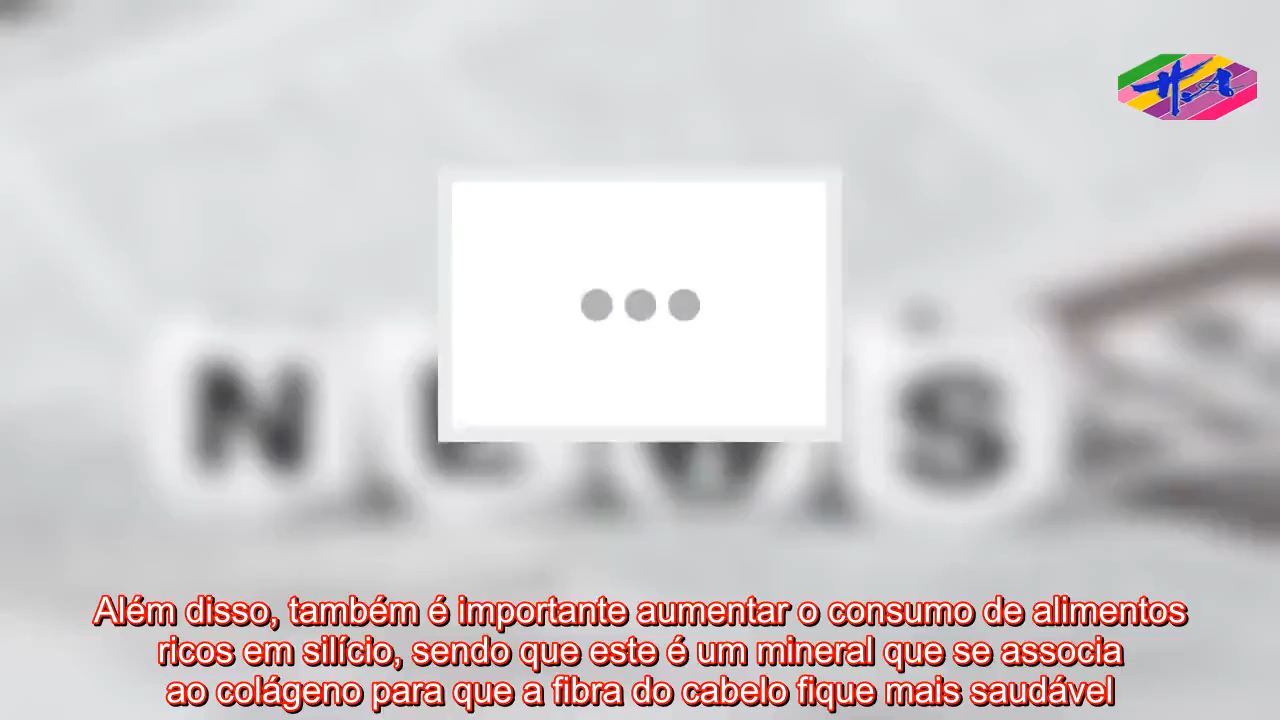 NEWS
Além disso, também é importante aumentar o consumo de alimentos
ricos em silício, sendo que este é um mineral que se associa
ao colágeno para que a fibra do cabelo fique mais saudável